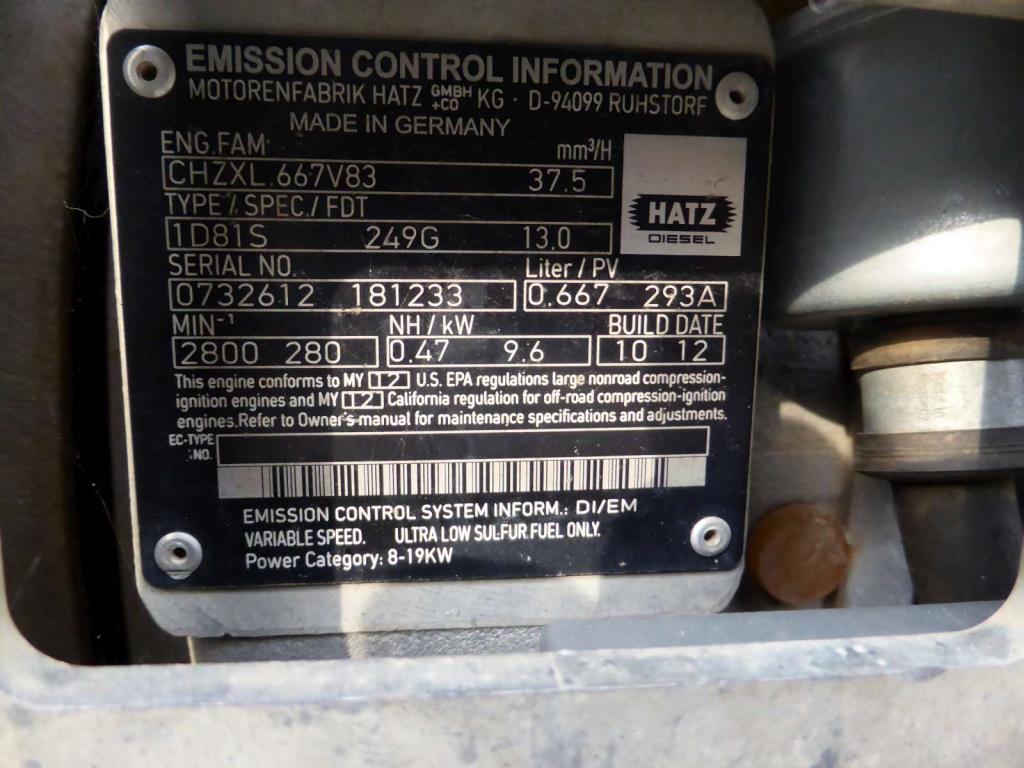 EMISSION CONTROL INFORMATION
MOTORENFABRIK HATZ GMBH +CO KG · D-94099 RUHSTORF
MADE IN GERMANY
ENG.FAM mm³/H
CHZXL.667V83 37.5
TYPE / SPEC./ FDT
1D81S 249G 13.0
HATZ
DIESEL
SERIAL NO. Liter / PV
0732612 181233 0.667 293A
MIN-¹ NH / kW BUILD DATE
2800 280 0.47 9.6 10 12
This engine conforms to MY 12 U.S. EPA regulations large nonroad compression-
ignition engines and MY 12 California regulation for off-road compression-ignition
engines.Refer to Owner's manual for maintenance specifications and adjustments.
EC-TYPE
NO.
EMISSION CONTROL SYSTEM INFORM.: DI/EM
VARIABLE SPEED. ULTRA LOW SULFUR FUEL ONLY.
Power Category: 8-19KW